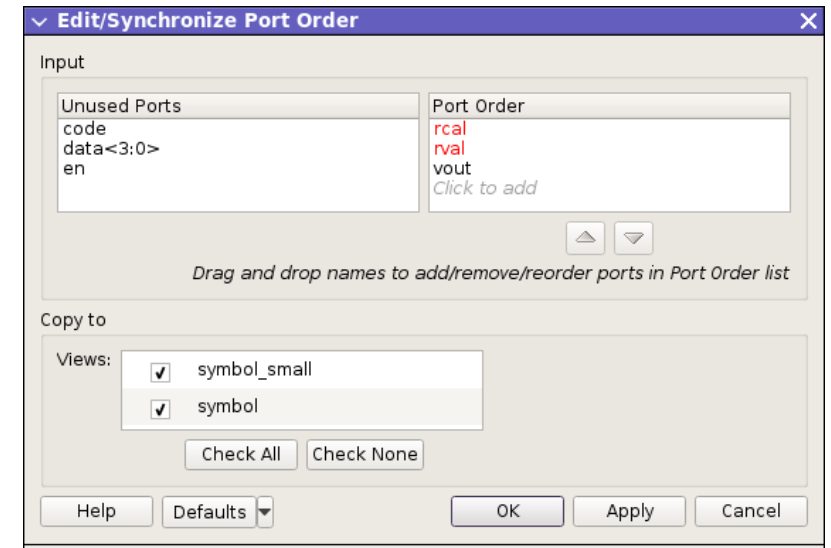 Edit/Synchronize Port Order
Input
Unused Ports
code
data<3:0>
en
Port Order
rcal
rval
vout
Click to add
Drag and drop names to add/remove/reorder ports in Port Order list
Copy to
Views:
symbol_small
symbol
Check All
Check None
Help
Defaults
OK
Apply
Cancel